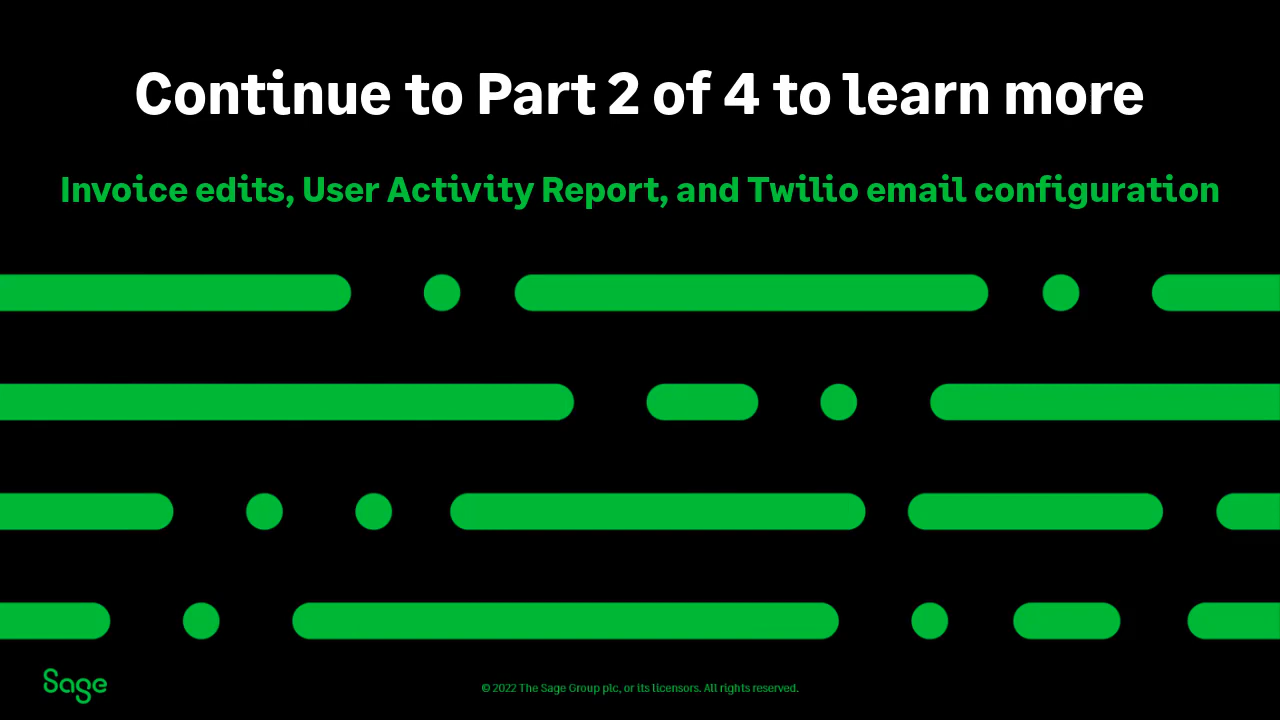 Continue to Part 2 of 4 to learn more
Invoice edits, User Activity Report, and Twilio email configuration
Sage
© 2022 The Sage Group plc, or its licensors. All rights reserved.